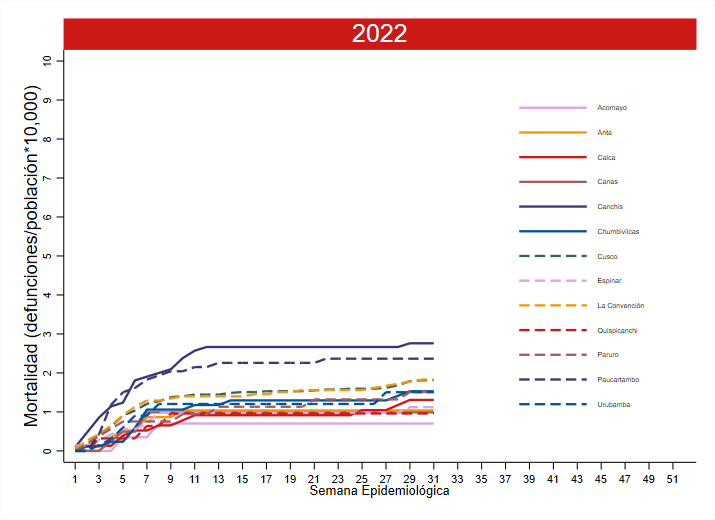 2022
Mortalidad (defunciones/población*10,000)
10
9
8
7
6
5
4
3
2
1
0
Acomayo
Anta
Calca
Canas
Canchis
Chumbivilcas
Cusco
Espinar
La Convención
Quispicanchi
Paruro
Paucartambo
Urubamba
1 3 5 7 9 11 13 15 17 19 21 23 25 27 29 31 33 35 37 39 41 43 45 47 49 51
Semana Epidemiológica